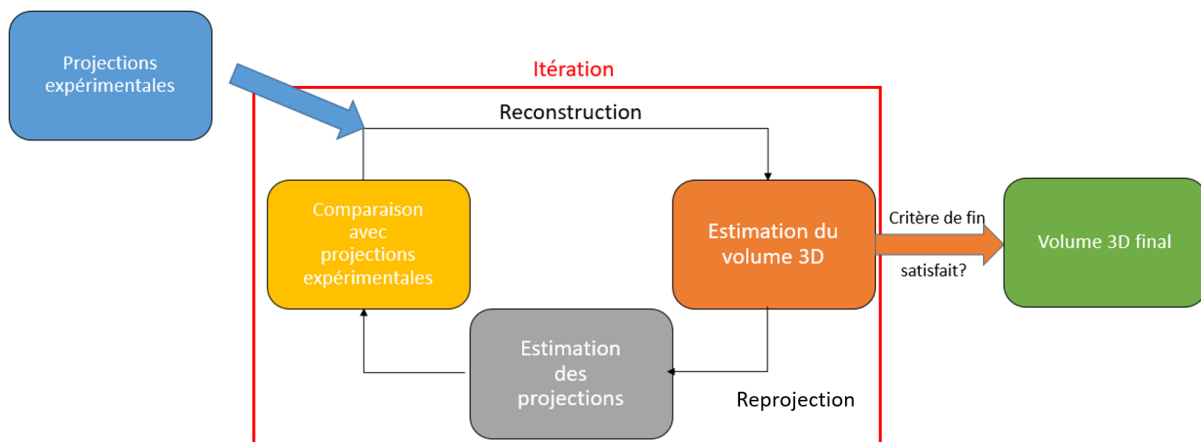 Projections
expérimentales
Itération
Reconstruction
Comparaison
avec
projections
expérimentales
Estimation du
volume 3D
Critère de fin
satisfait?
Volume 3D final
Estimation
des
projections
Reprojection